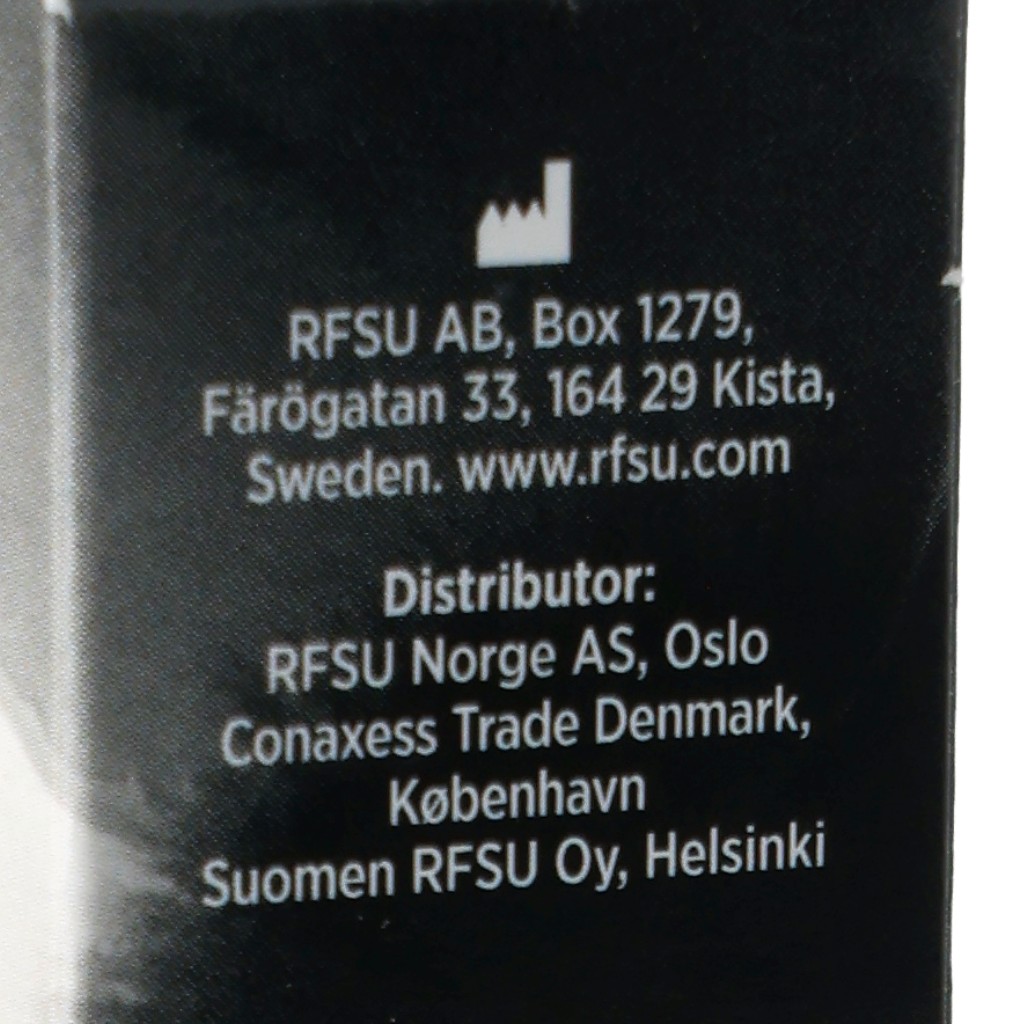 RFSU AB, Box 1279,
Färögatan 33, 164 29 Kista,
Sweden. www.rfsu.com
Distributor:
RFSU Norge AS, Oslo
Conaxess Trade Denmark,
København
Suomen RFSU Oy, Helsinki